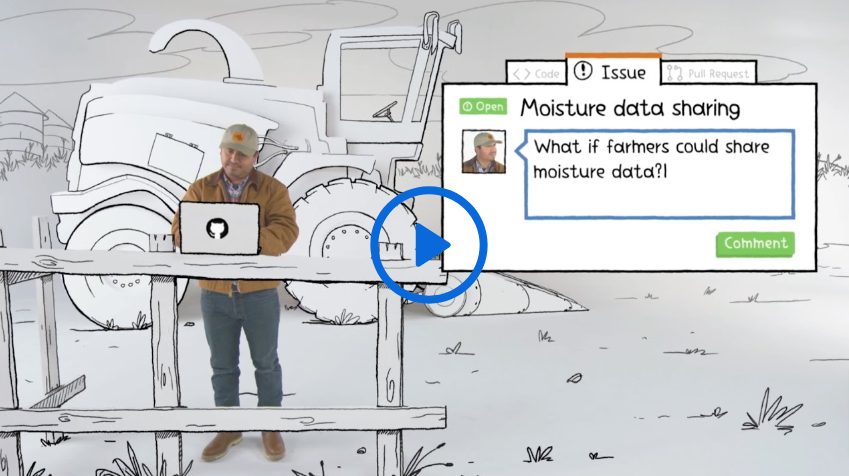 Code
Issue
Pull Request
Open
Moisture data sharing
What if farmers could share
moisture data?
Comment